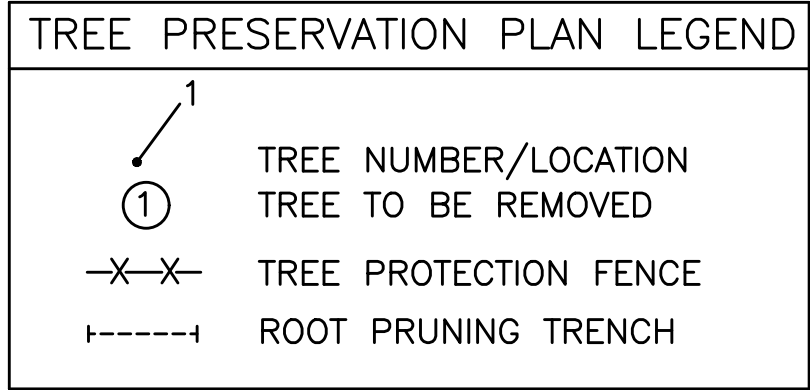 TREE PRESERVATION PLAN LEGEND
1
TREE NUMBER/LOCATION
1 TREE TO BE REMOVED
X X TREE PROTECTION FENCE
ROOT PRUNING TRENCH